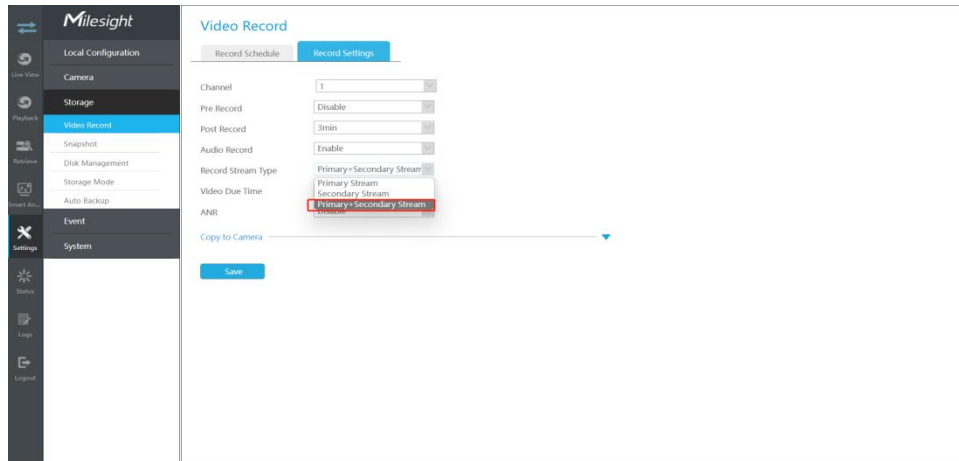 Milesight
Live View
Playback
Retrieve
Smart An...
Settings
Status
Logs
Logout
Local Configuration
Camera
Storage
Video Record
Snapshot
Disk Management
Storage Mode
Auto Backup
Event
System
Video Record
Record Schedule
Record Settings
Channel 1
Pre Record Disable
Post Record 3min
Audio Record Enable
Record Stream Type Primary+Secondary Stream
Primary Stream
Secondary Stream
Primary+Secondary Stream
Video Due Time
ANR Disable
Copy to Camera
Save